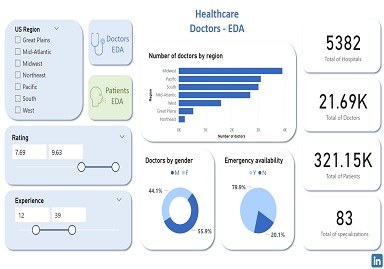 Healthcare
Doctors - EDA
US Region
Great Plains
Mid-Atlantic
Midwest
Northeast
Pacific
South
West
Doctors
EDA
Patients
EDA
Rating
7.69
9.63
Experience
12
39
Number of doctors by region
Region
Midwest
Pacific
South
Mid-Atlantic
West
Great Plains
Northeast
0K
1K
2K
3K
4K
Number of doctors
Doctors by gender
M F
44.1%
55.9%
Emergency availability
Y N
79.9%
20.1%
5382
Total of Hospitals
21.69K
Total of Doctors
321.15K
Total of Patients
83
Total of specializations
in